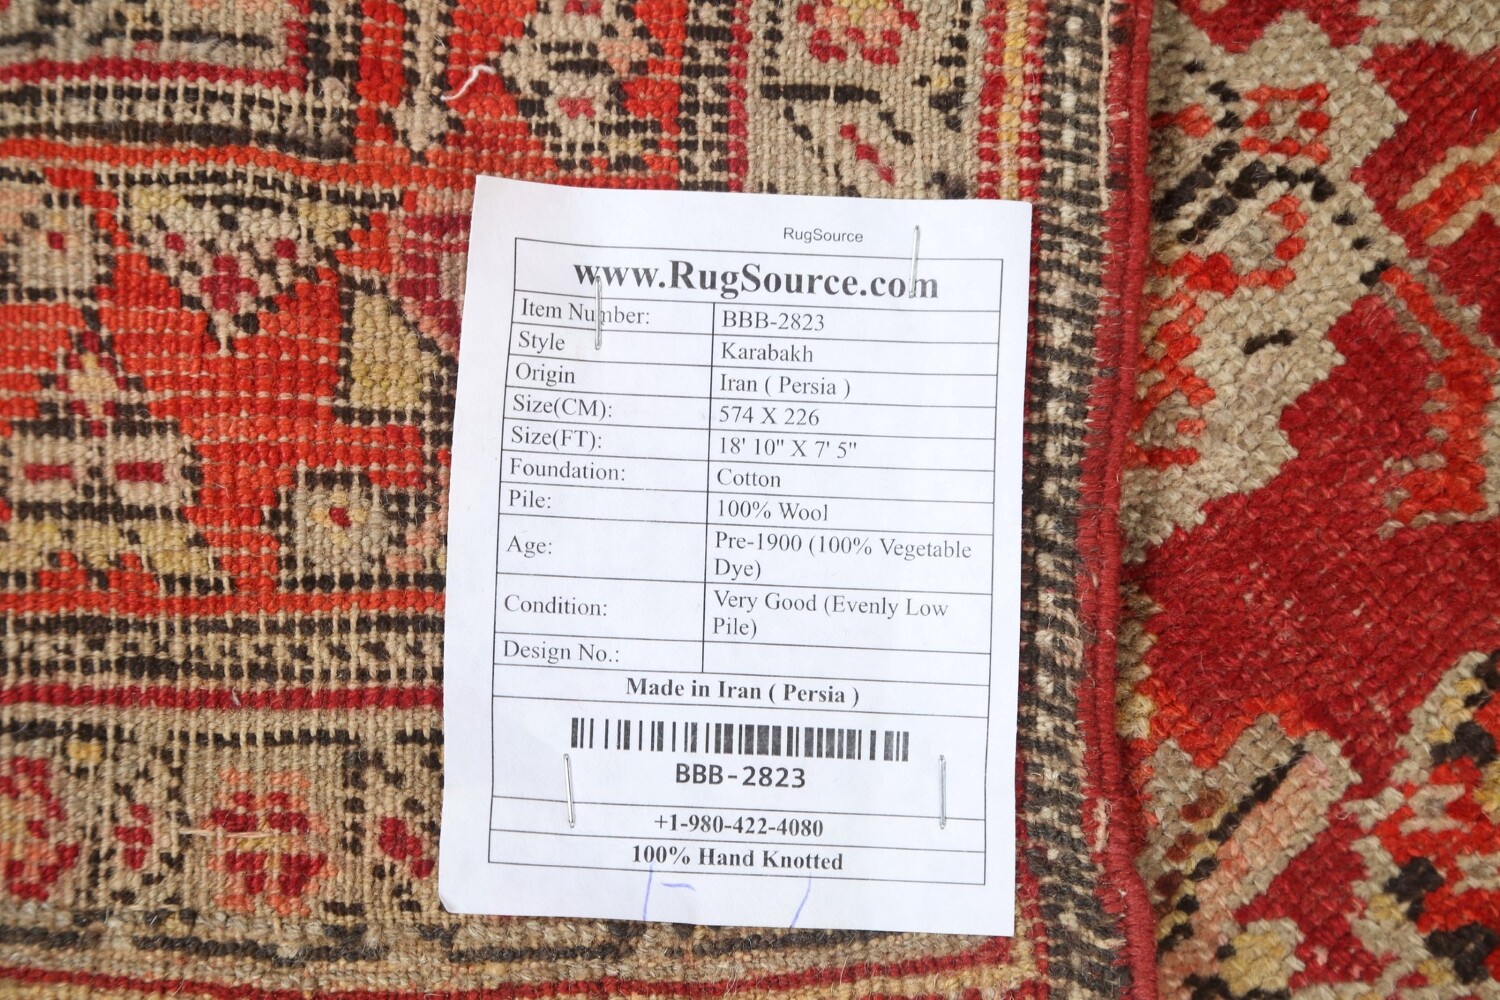 RugSource
www.RugSource.com
Item Number: BBB-2823
Style Karabakh
Origin Iran ( Persia )
Size(CM): 574 X 226
Size(FT): 18' 10" X 7' 5"
Foundation: Cotton
Pile: 100% Wool
Age: Pre-1900 (100% Vegetable
Dye)
Condition: Very Good (Evenly Low
Pile)
Design No.:
Made in Iran ( Persia )
BBB-2823
+1-980-422-4080
100% Hand Knotted